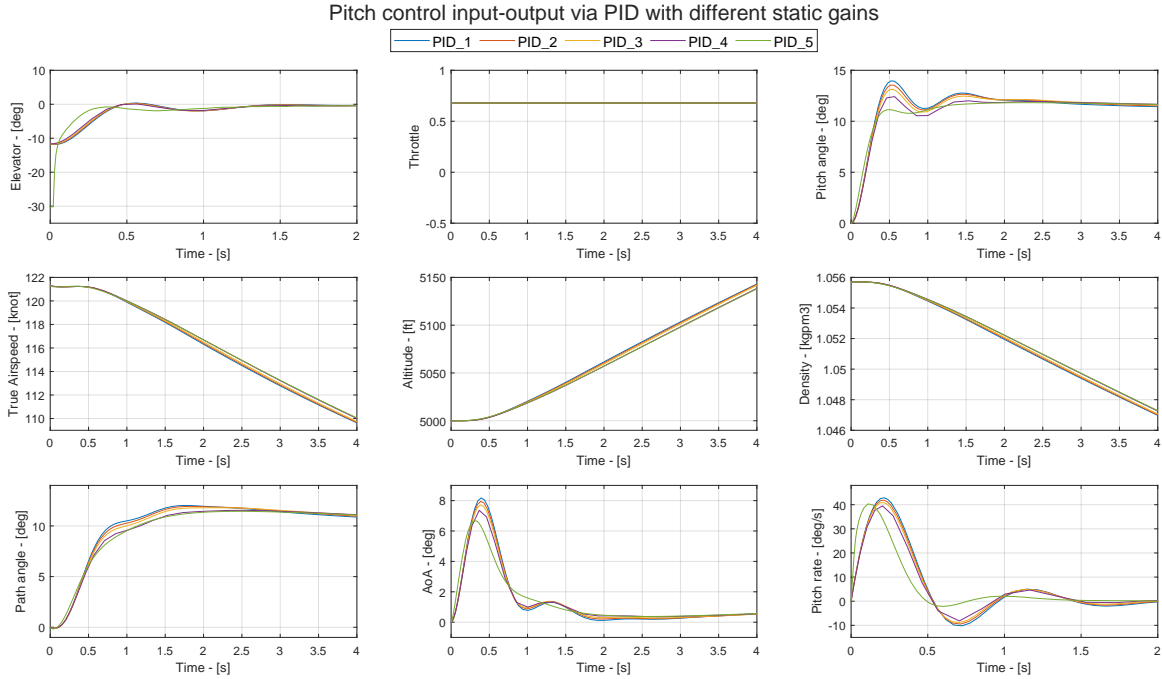 Pitch control input-output via PID with different static gains
PID_1 PID_2 PID_3 PID_4 PID_5
Elevator - [deg]
10
0
-10
-20
-30
0 0.5 1 1.5 2
Time - [s]
Throttle
1
0.5
0
-0.5
0 0.5 1 1.5 2 2.5 3 3.5 4
Time - [s]
Pitch angle - [deg]
15
10
5
0
0 0.5 1 1.5 2 2.5 3 3.5 4
Time - [s]
True Airspeed - [knot]
122
120
118
116
114
112
110
0 0.5 1 1.5 2 2.5 3 3.5 4
Time - [s]
Altitude - [ft]
5150
5100
5050
5000
0 0.5 1 1.5 2 2.5 3 3.5 4
Time - [s]
Density - [kgpm3]
1.056
1.054
1.052
1.05
1.048
1.046
0 0.5 1 1.5 2 2.5 3 3.5 4
Time - [s]
Path angle - [deg]
10
5
0
0 0.5 1 1.5 2 2.5 3 3.5 4
Time - [s]
AoA - [deg]
8
6
4
2
0
0 0.5 1 1.5 2 2.5 3 3.5 4
Time - [s]
Pitch rate - [deg/s]
40
30
20
10
0
-10
0 0.5 1 1.5 2
Time - [s]